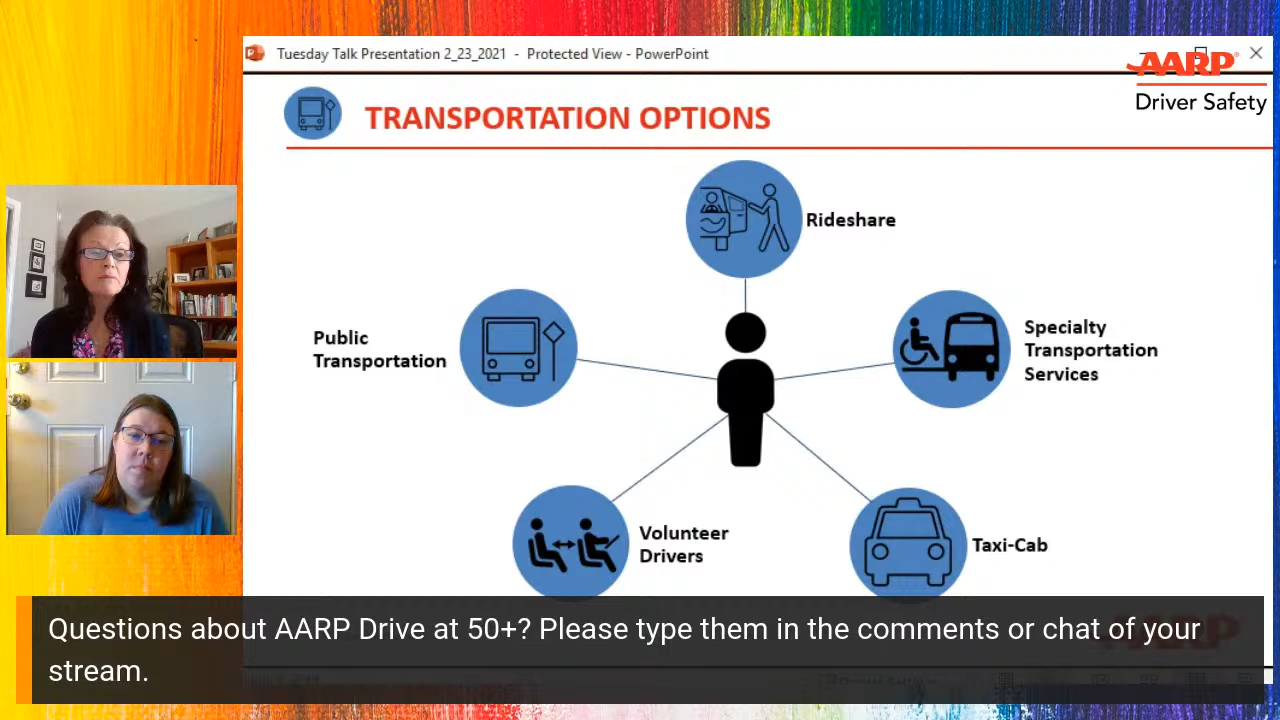 Tuesday Talk Presentation 2_23_2021 - Protected View - PowerPoint
AARP
Driver Safety
TRANSPORTATION OPTIONS
Rideshare
Public
Transportation
Specialty
Transportation
Services
Volunteer
Drivers
Taxi-Cab
Questions about AARP Drive at 50+? Please type them in the comments or chat of your
stream.